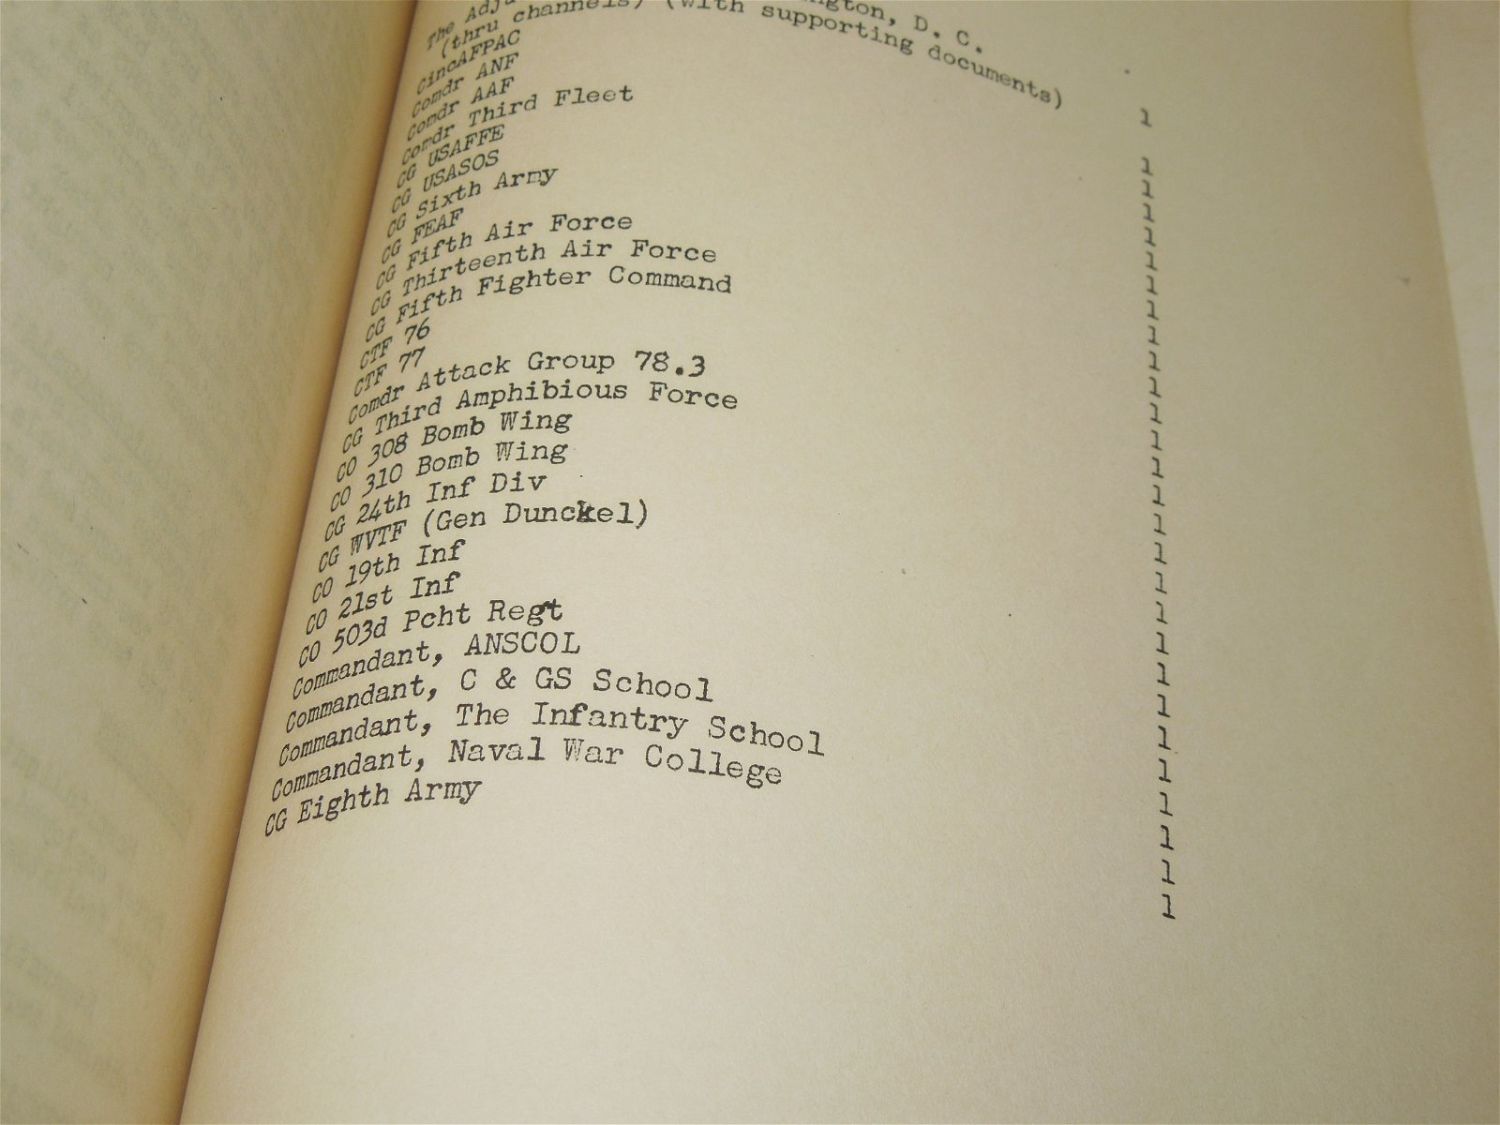 The Adju ngton, D. C.
(thru channels) (with supporting documents) 1
CincAFPAC 1
Comdr ANF 1
Comdr AAF 1
Comdr Third Fleet 1
CG USAFFE 1
CG USASOS 1
CG Sixth Army 1
CG FEAF 1
CG Fifth Air Force 1
CG Thirteenth Air Force 1
CG Fifth Fighter Command 1
CTF 76 1
CTF 77 1
Comdr Attack Group 78.3 1
CG Third Amphibious Force 1
CO 308 Bomb Wing 1
CO 310 Bomb Wing 1
CG 24th Inf Div 1
CG WVTF (Gen Dunckel) 1
CO 19th Inf 1
CO 21st Inf 1
CO 503d Pcht Regt 1
Commandant, ANSCOL 1
Commandant, C & GS School 1
Commandant, The Infantry School 1
Commandant, Naval War College 1
CG Eighth Army 1